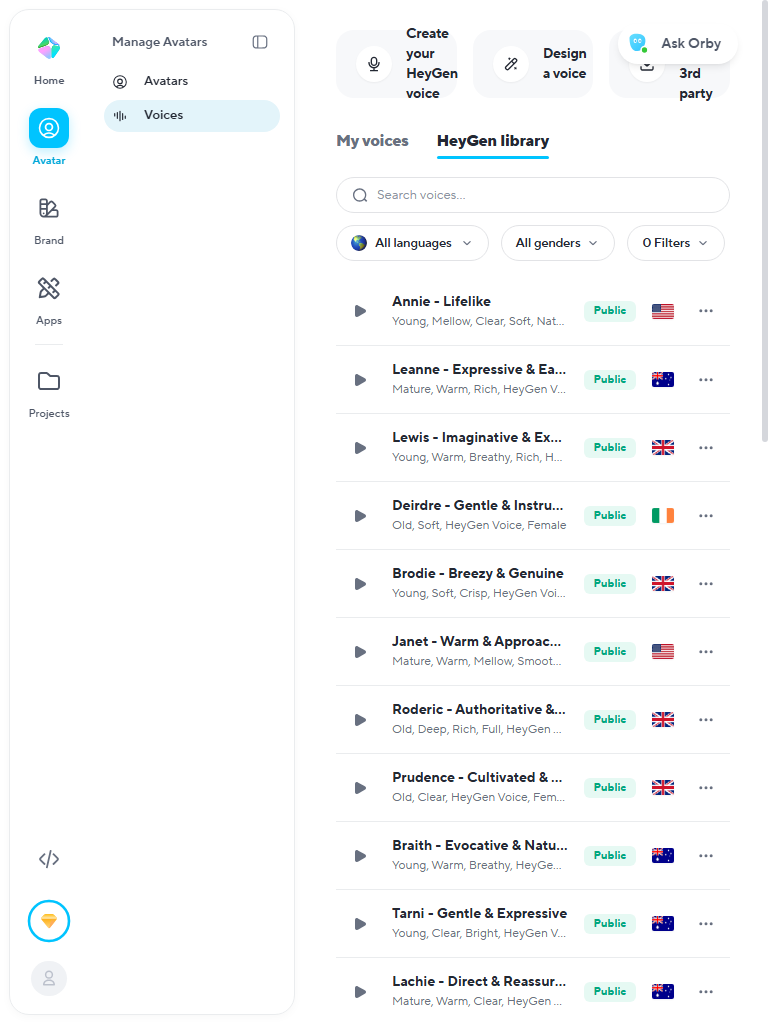 Home
Avatar
Brand
Apps
Projects
Manage Avatars
Avatars
Voices
Create
your
HeyGen
voice
Design
a voice
3rd
party
Ask Orby
My voices
HeyGen library
Search voices...
All languages
All genders
0 Filters
Annie - Lifelike
Young, Mellow, Clear, Soft, Nat...
Public
Leanne - Expressive & Ea...
Mature, Warm, Rich, HeyGen V...
Public
Lewis - Imaginative & Ex...
Young, Warm, Breathy, Rich, H...
Public
Deirdre - Gentle & Instru...
Old, Soft, HeyGen Voice, Female
Public
Brodie - Breezy & Genuine
Young, Soft, Crisp, HeyGen Voi...
Public
Janet - Warm & Approac...
Mature, Warm, Mellow, Smoot...
Public
Roderic - Authoritative &...
Old, Deep, Rich, Full, HeyGen ...
Public
Prudence - Cultivated & ...
Old, Clear, HeyGen Voice, Fem...
Public
Braith - Evocative & Natu...
Young, Warm, Breathy, HeyGe...
Public
Tarni - Gentle & Expressive
Young, Clear, Bright, HeyGen V...
Public
Lachie - Direct & Reassur...
Mature, Warm, Clear, HeyGen ...
Public